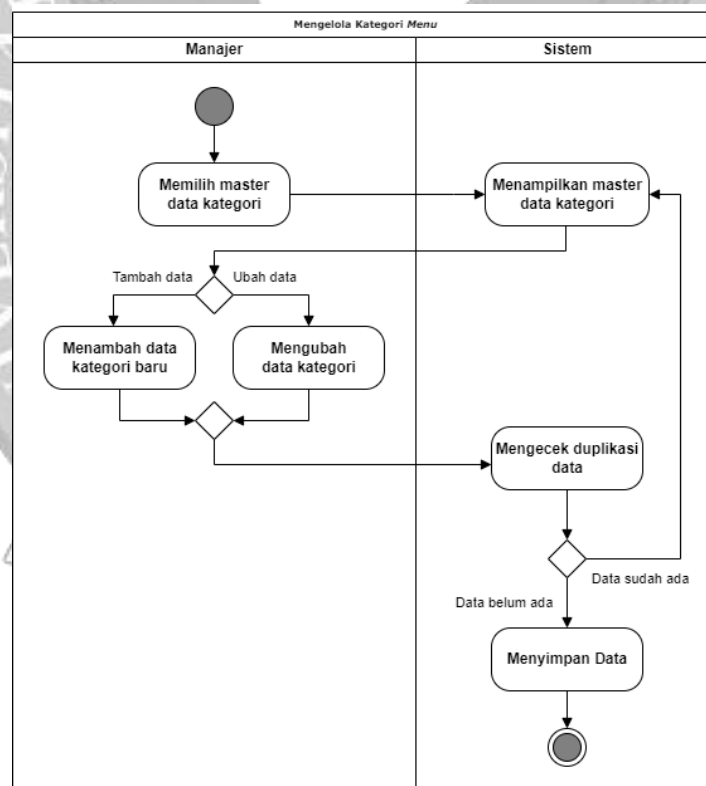 Mengelola Kategori Menu
Manajer
Sistem
Memilih master
data kategori
Menampilkan master
data kategori
Tambah data
Ubah data
Menambah data
kategori baru
Mengubah
data kategori
Mengecek duplikasi
data
Data sudah ada
Data belum ada
Menyimpan Data